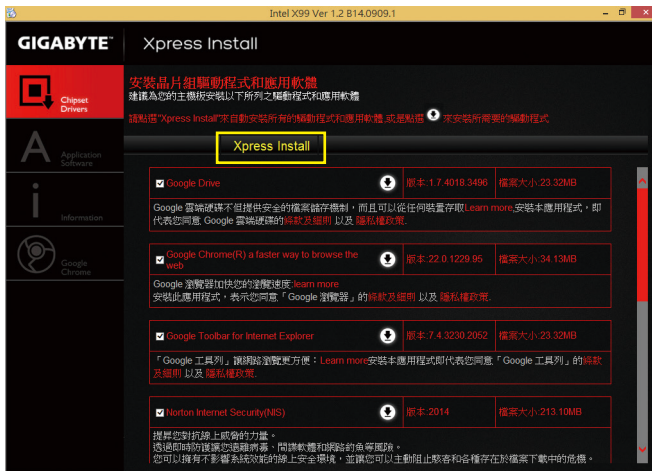 Intel X99 Ver 1.2 B14.0909.1
GIGABYTE™
Xpress Install
Chipset
Drivers
Application
Software
Information
Google
Chrome
安裝晶片組驅動程式和應用軟體
建議為您的主機板安裝以下所列之驅動程式和應用軟體
請點選"Xpress Install"來自動安裝所有的驅動程式和應用軟體,或是點選 來安裝所需要的驅動程式
Xpress Install
Google Drive
版本:1.7.4018.3496
檔案大小:23.32MB
Google 雲端硬碟不但提供安全的檔案儲存機制，而且可以從任何裝置存取Learn more,安裝本應用程式，即
代表您同意 Google 雲端硬碟的條款及細則 以及 隱私權政策.
Google Chrome(R) a faster way to browse the
web
版本:22.0.1229.95
檔案大小:34.13MB
Google 瀏覽器加快您的瀏覽速度:learn more
安裝此應用程式，表示您同意「Google 瀏覽器」的條款及細則 以及 隱私權政策.
Google Toolbar for Internet Explorer
版本:7.4.3230.2052
檔案大小:23.32MB
「Google 工具列」讓網路瀏覽更方便：Learn more安裝本應用程式即代表您同意「Google 工具列」的條款
及細則 以及 隱私權政策.
Norton Internet Security(NIS)
版本:2014
檔案大小:213.10MB
提昇您對抗線上威脅的力量。
透過即時防護讓您遠離病毒、間諜軟體和網路釣魚等風險。
您可以擁有不影響系統效能的線上安全環境，並讓您可以主動阻止駭客和各種存在於檔案下載中的危機。